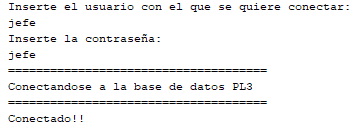 Inserte el usuario con el que se quiere conectar:
jefe
Inserte la contraseña:
jefe
=====================================
Conectandose a la base de datos PL3
=====================================
Conectado!!